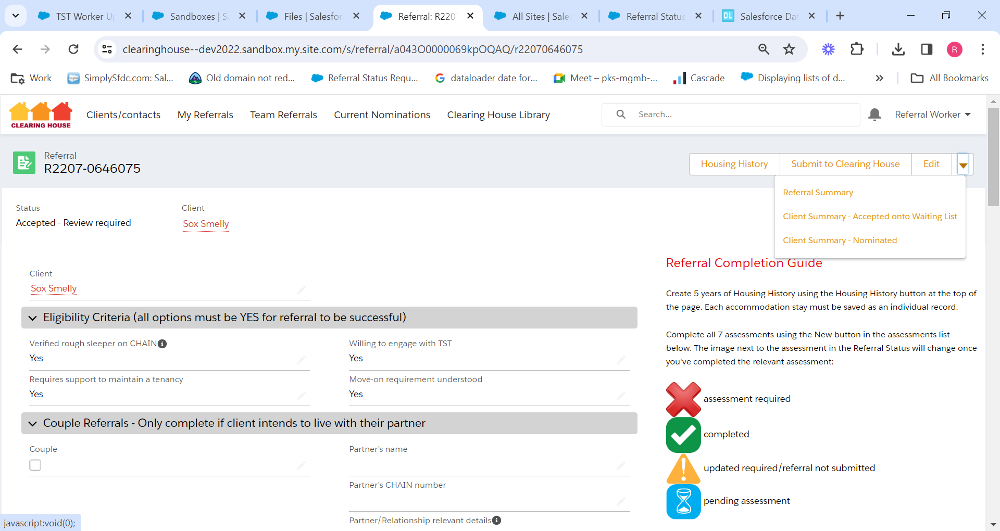 TST Worker Up
Sandboxes | S
Files | Salesfor
Referral: R220
All Sites | Sale
Referral Status
DL Salesforce Dat
clearinghouse--dev2022.sandbox.my.site.com/s/referral/a043O0000069kpOQAQ/r22070646075
R
Work
SimplySfdc.com: Sal...
Old domain not red...
Referral Status Requ...
dataloader date for...
Meet – pks-mgmb-...
Cascade
Displaying lists of d...
All Bookmarks
CLEARING HOUSE
Clients/contacts
My Referrals
Team Referrals
Current Nominations
Clearing House Library
Search...
Referral Worker
Referral
R2207-0646075
Housing History
Submit to Clearing House
Edit
Referral Summary
Client Summary - Accepted onto Waiting List
Client Summary - Nominated
Status
Accepted - Review required
Client
Sox Smelly
Client
Sox Smelly
Eligibility Criteria (all options must be YES for referral to be successful)
Verified rough sleeper on CHAIN
Yes
Willing to engage with TST
Yes
Requires support to maintain a tenancy
Yes
Move-on requirement understood
Yes
Couple Referrals - Only complete if client intends to live with their partner
Couple
Partner's name
Partner's CHAIN number
Partner/Relationship relevant details
Referral Completion Guide
Create 5 years of Housing History using the Housing History button at the top of
the page. Each accommodation stay must be saved as an individual record.
Complete all 7 assessments using the New button in the assessments list
below. The image next to the assessment in the Referral Status will change once
you've completed the relevant assessment:
assessment required
completed
updated required/referral not submitted
pending assessment
javascript:void(0);